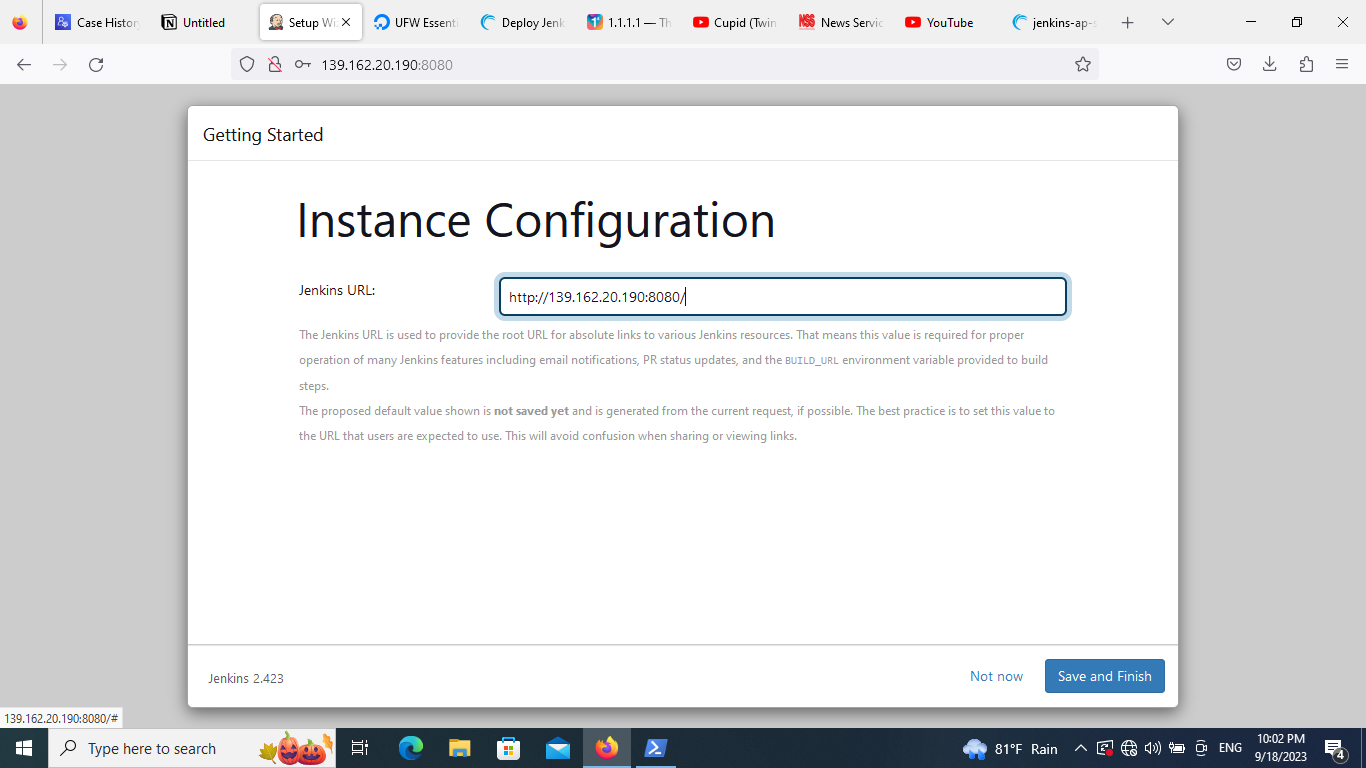 Case History
Untitled
Setup Wi
UFW Essenti
Deploy Jenk
1.1.1.1 — Th
Cupid (Twin
NSS
News Servic
YouTube
jenkins-ap-s
139.162.20.190:8080
Getting Started
Instance Configuration
Jenkins URL:
http://139.162.20.190:8080/
The Jenkins URL is used to provide the root URL for absolute links to various Jenkins resources. That means this value is required for proper
operation of many Jenkins features including email notifications, PR status updates, and the BUILD_URL environment variable provided to build
steps.
The proposed default value shown is not saved yet and is generated from the current request, if possible. The best practice is to set this value to
the URL that users are expected to use. This will avoid confusion when sharing or viewing links.
Jenkins 2.423
Not now
Save and Finish
139.162.20.190:8080/#
Type here to search
81°F Rain
ENG
10:02 PM
9/18/2023
4